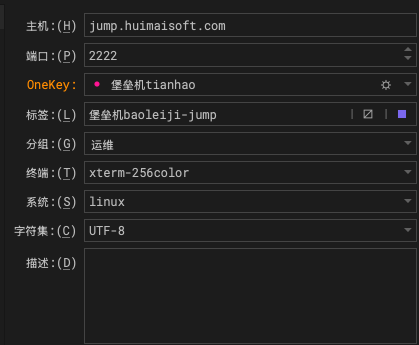 主机:(H) jump.huimaisoft.com
端口:(P) 2222
OneKey: 堡垒机tianhao
标签:(L) 堡垒机baoleiji-jump
分组:(G) 运维
终端:(T) xterm-256color
系统:(S) linux
字符集:(C) UTF-8
描述:(D)